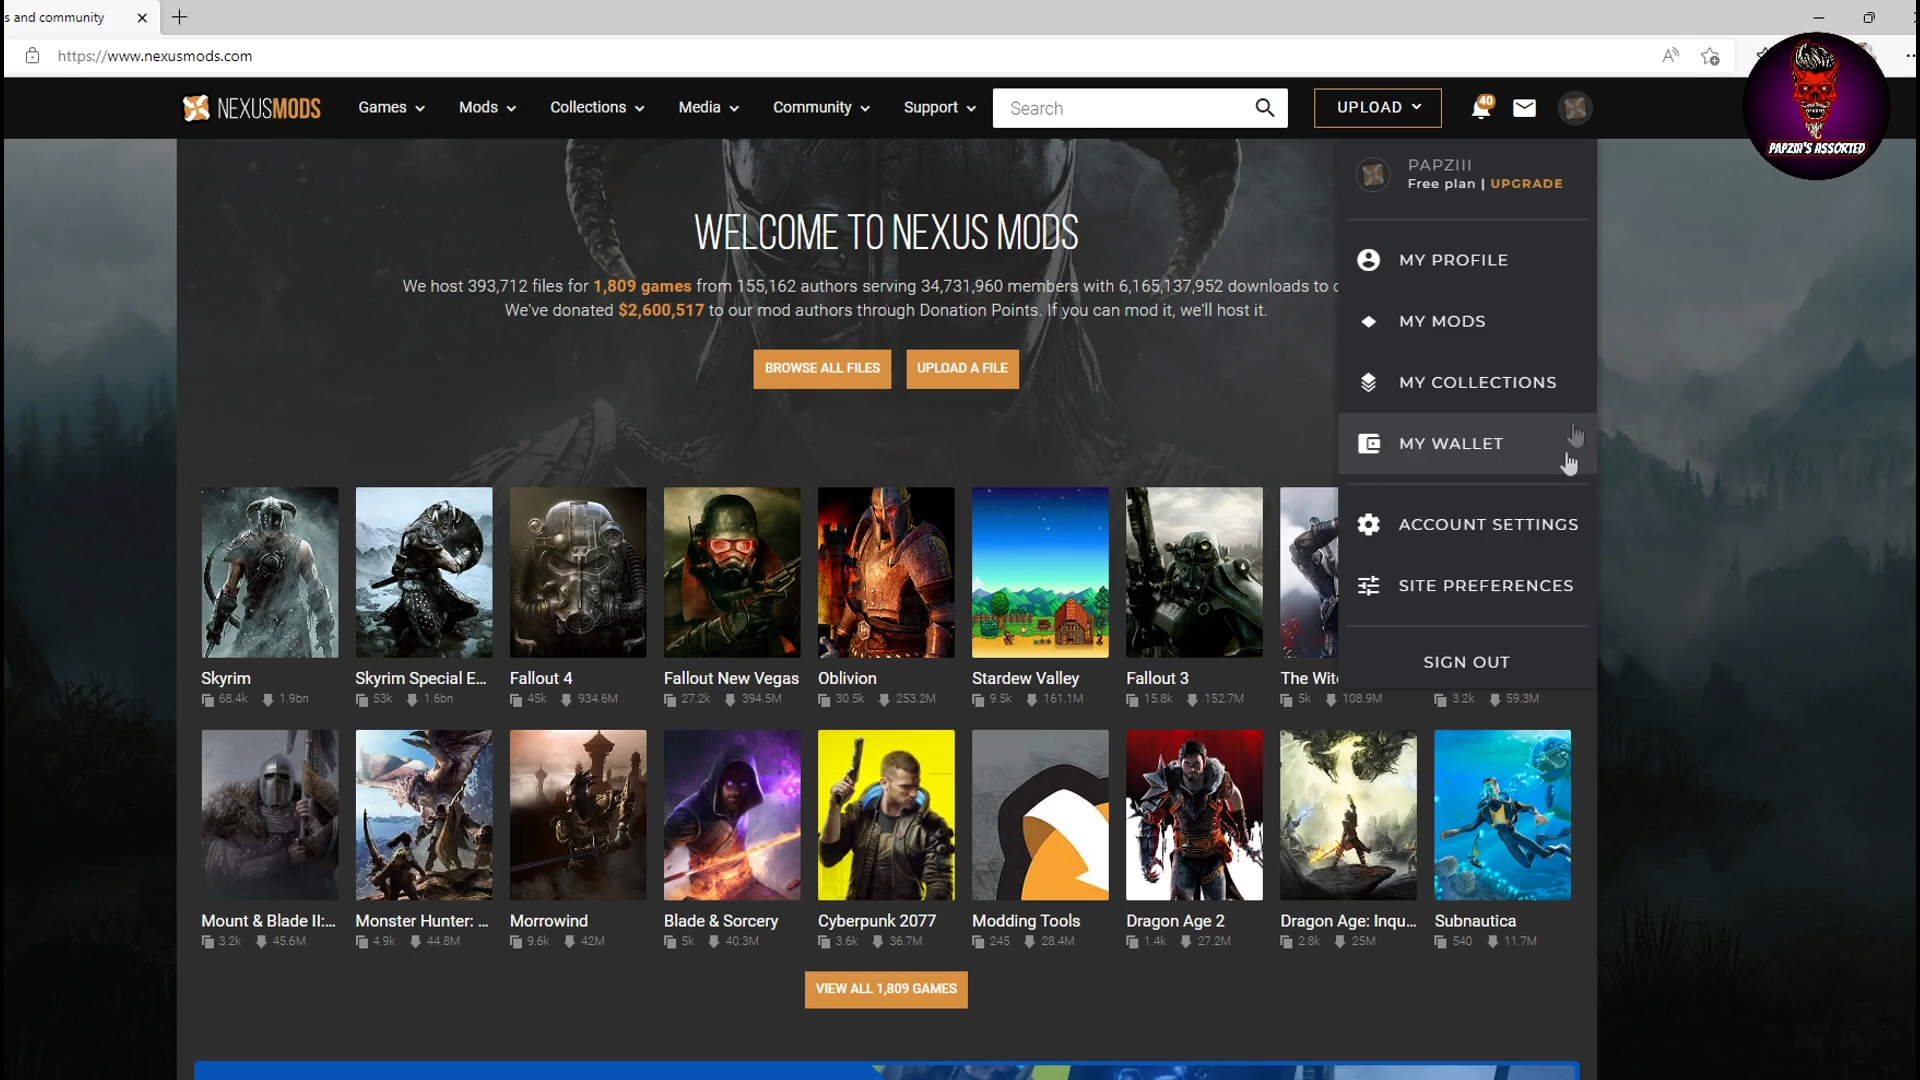 s and community
https://www.nexusmods.com
NEXUSMODS
Games
Mods
Collections
Media
Community
Support
Search
UPLOAD
40
PAPZIII'S ASSORTED
PAPZIII
Free plan | UPGRADE
WELCOME TO NEXUS MODS
We host 393,712 files for 1,809 games from 155,162 authors serving 34,731,960 members with 6,165,137,952 downloads to
We've donated $2,600,517 to our mod authors through Donation Points. If you can mod it, we'll host it.
BROWSE ALL FILES
UPLOAD A FILE
MY PROFILE
MY MODS
MY COLLECTIONS
MY WALLET
ACCOUNT SETTINGS
SITE PREFERENCES
SIGN OUT
Skyrim
68.4k 1.9bn
Skyrim Special E...
53k 1.6bn
Fallout 4
45k 934.6M
Fallout New Vegas
27.2k 394.5M
Oblivion
30.5k 253.2M
Stardew Valley
9.5k 161.1M
Fallout 3
15.8k 152.7M
The Wit
5k 108.9M
3.2k 59.3M
Mount & Blade II:...
3.2k 45.6M
Monster Hunter: ...
4.9k 44.8M
Morrowind
9.6k 42M
Blade & Sorcery
5k 40.3M
Cyberpunk 2077
3.6k 36.7M
Modding Tools
245 28.4M
Dragon Age 2
1.4k 27.2M
Dragon Age: Inqu...
2.8k 25M
Subnautica
540 11.7M
VIEW ALL 1,809 GAMES